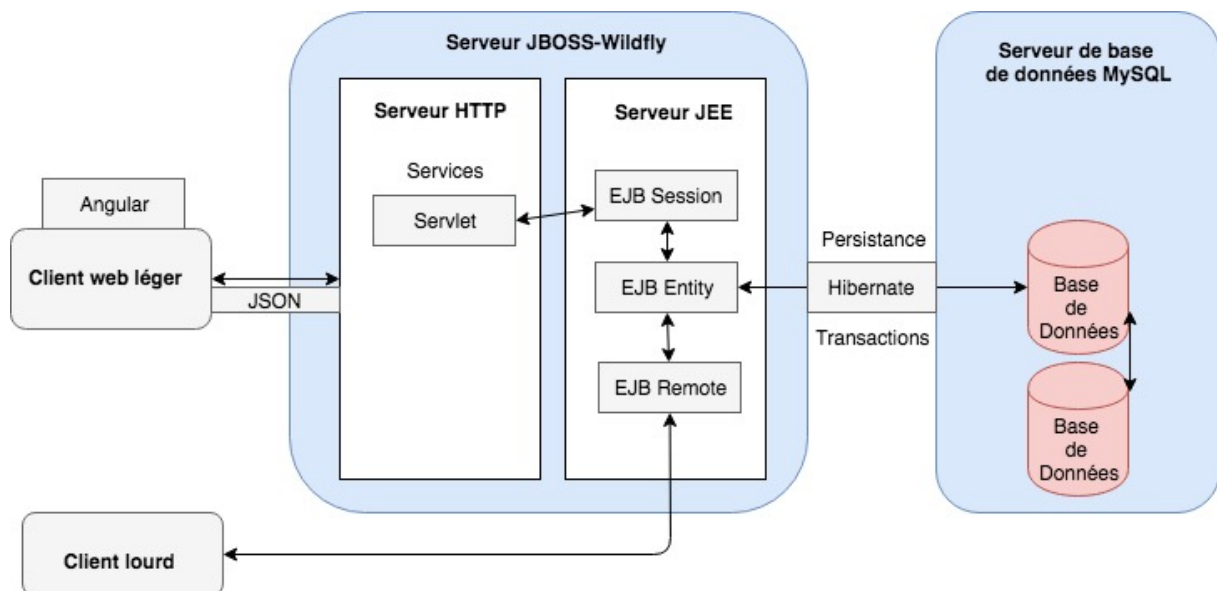 Serveur JBOSS-Wildfly
Serveur de base
de données MySQL
Serveur HTTP
Serveur JEE
Services
Servlet
EJB Session
EJB Entity
EJB Remote
Angular
Client web léger
JSON
Persistance
Hibernate
Transactions
Base
de
Données
Base
de
Données
Client lourd